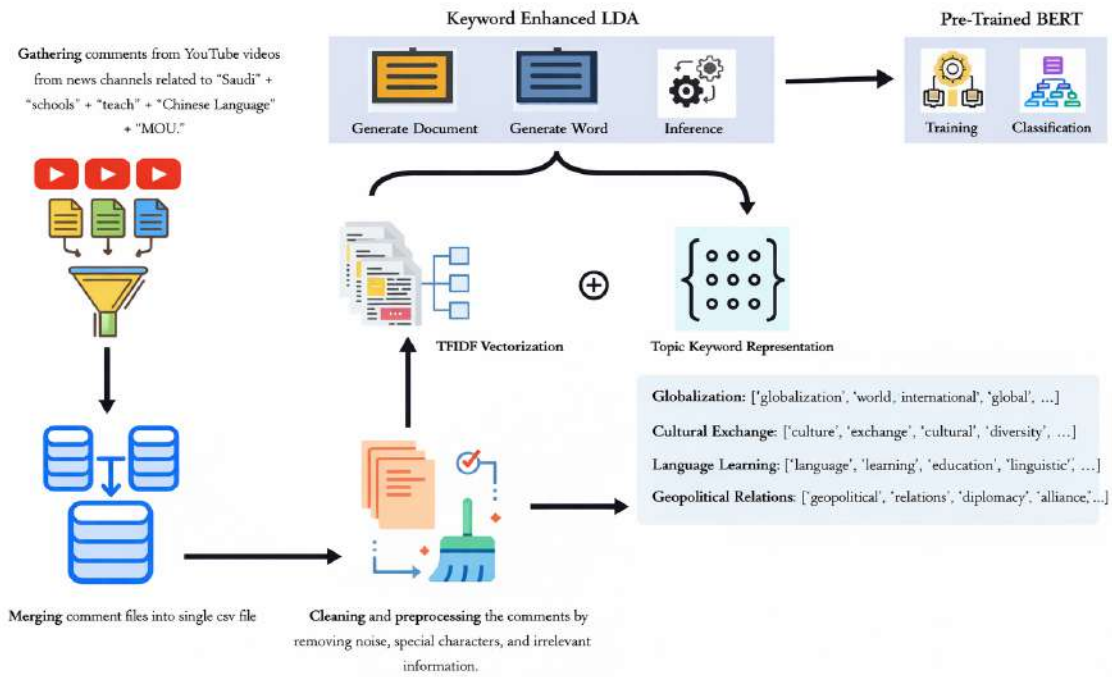 Gathering comments from YouTube videos
from news channels related to “Saudi” +
“schools” + “teach” + “Chinese Language”
+ “MOU.”
Merging comment files into single csv file
Cleaning and preprocessing the comments by
removing noise, special characters, and irrelevant
information.
TFIDF Vectorization
Topic Keyword Representation
Globalization: ['globalization', 'world, international', 'global', ...]
Cultural Exchange: ['culture', 'exchange', 'cultural', 'diversity', ...]
Language Learning: ['language', 'learning', 'education', 'linguistic', ...]
Geopolitical Relations: ['geopolitical', 'relations', 'diplomacy', 'alliance,'...]
Keyword Enhanced LDA
Generate Document
Generate Word
Inference
Pre-Trained BERT
Training
Classification